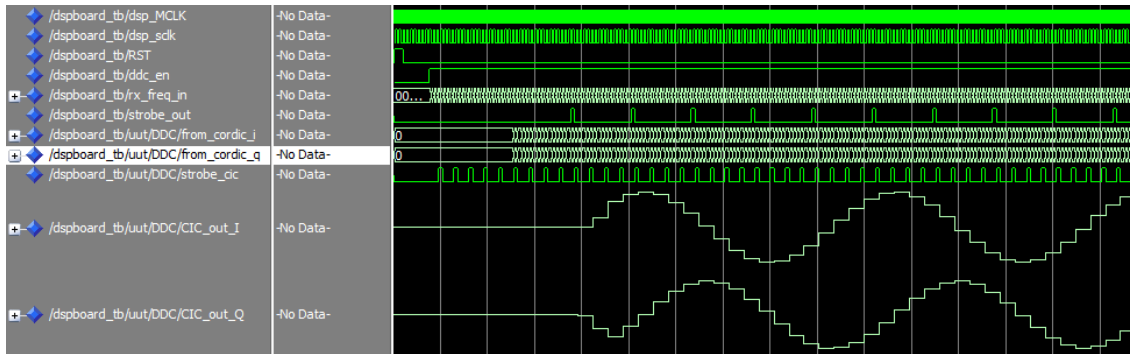 /dspboard_tb/dsp_MCLK -No Data-
/dspboard_tb/dsp_sclk -No Data-
/dspboard_tb/RST -No Data-
/dspboard_tb/ddc_en -No Data-
/dspboard_tb/rx_freq_in -No Data- 00...
/dspboard_tb/strobe_out -No Data-
/dspboard_tb/uut/DDC/from_cordic_i -No Data- 0
/dspboard_tb/uut/DDC/from_cordic_q -No Data- 0
/dspboard_tb/uut/DDC/strobe_cic -No Data-
/dspboard_tb/uut/DDC/CIC_out_I -No Data-
/dspboard_tb/uut/DDC/CIC_out_Q -No Data-